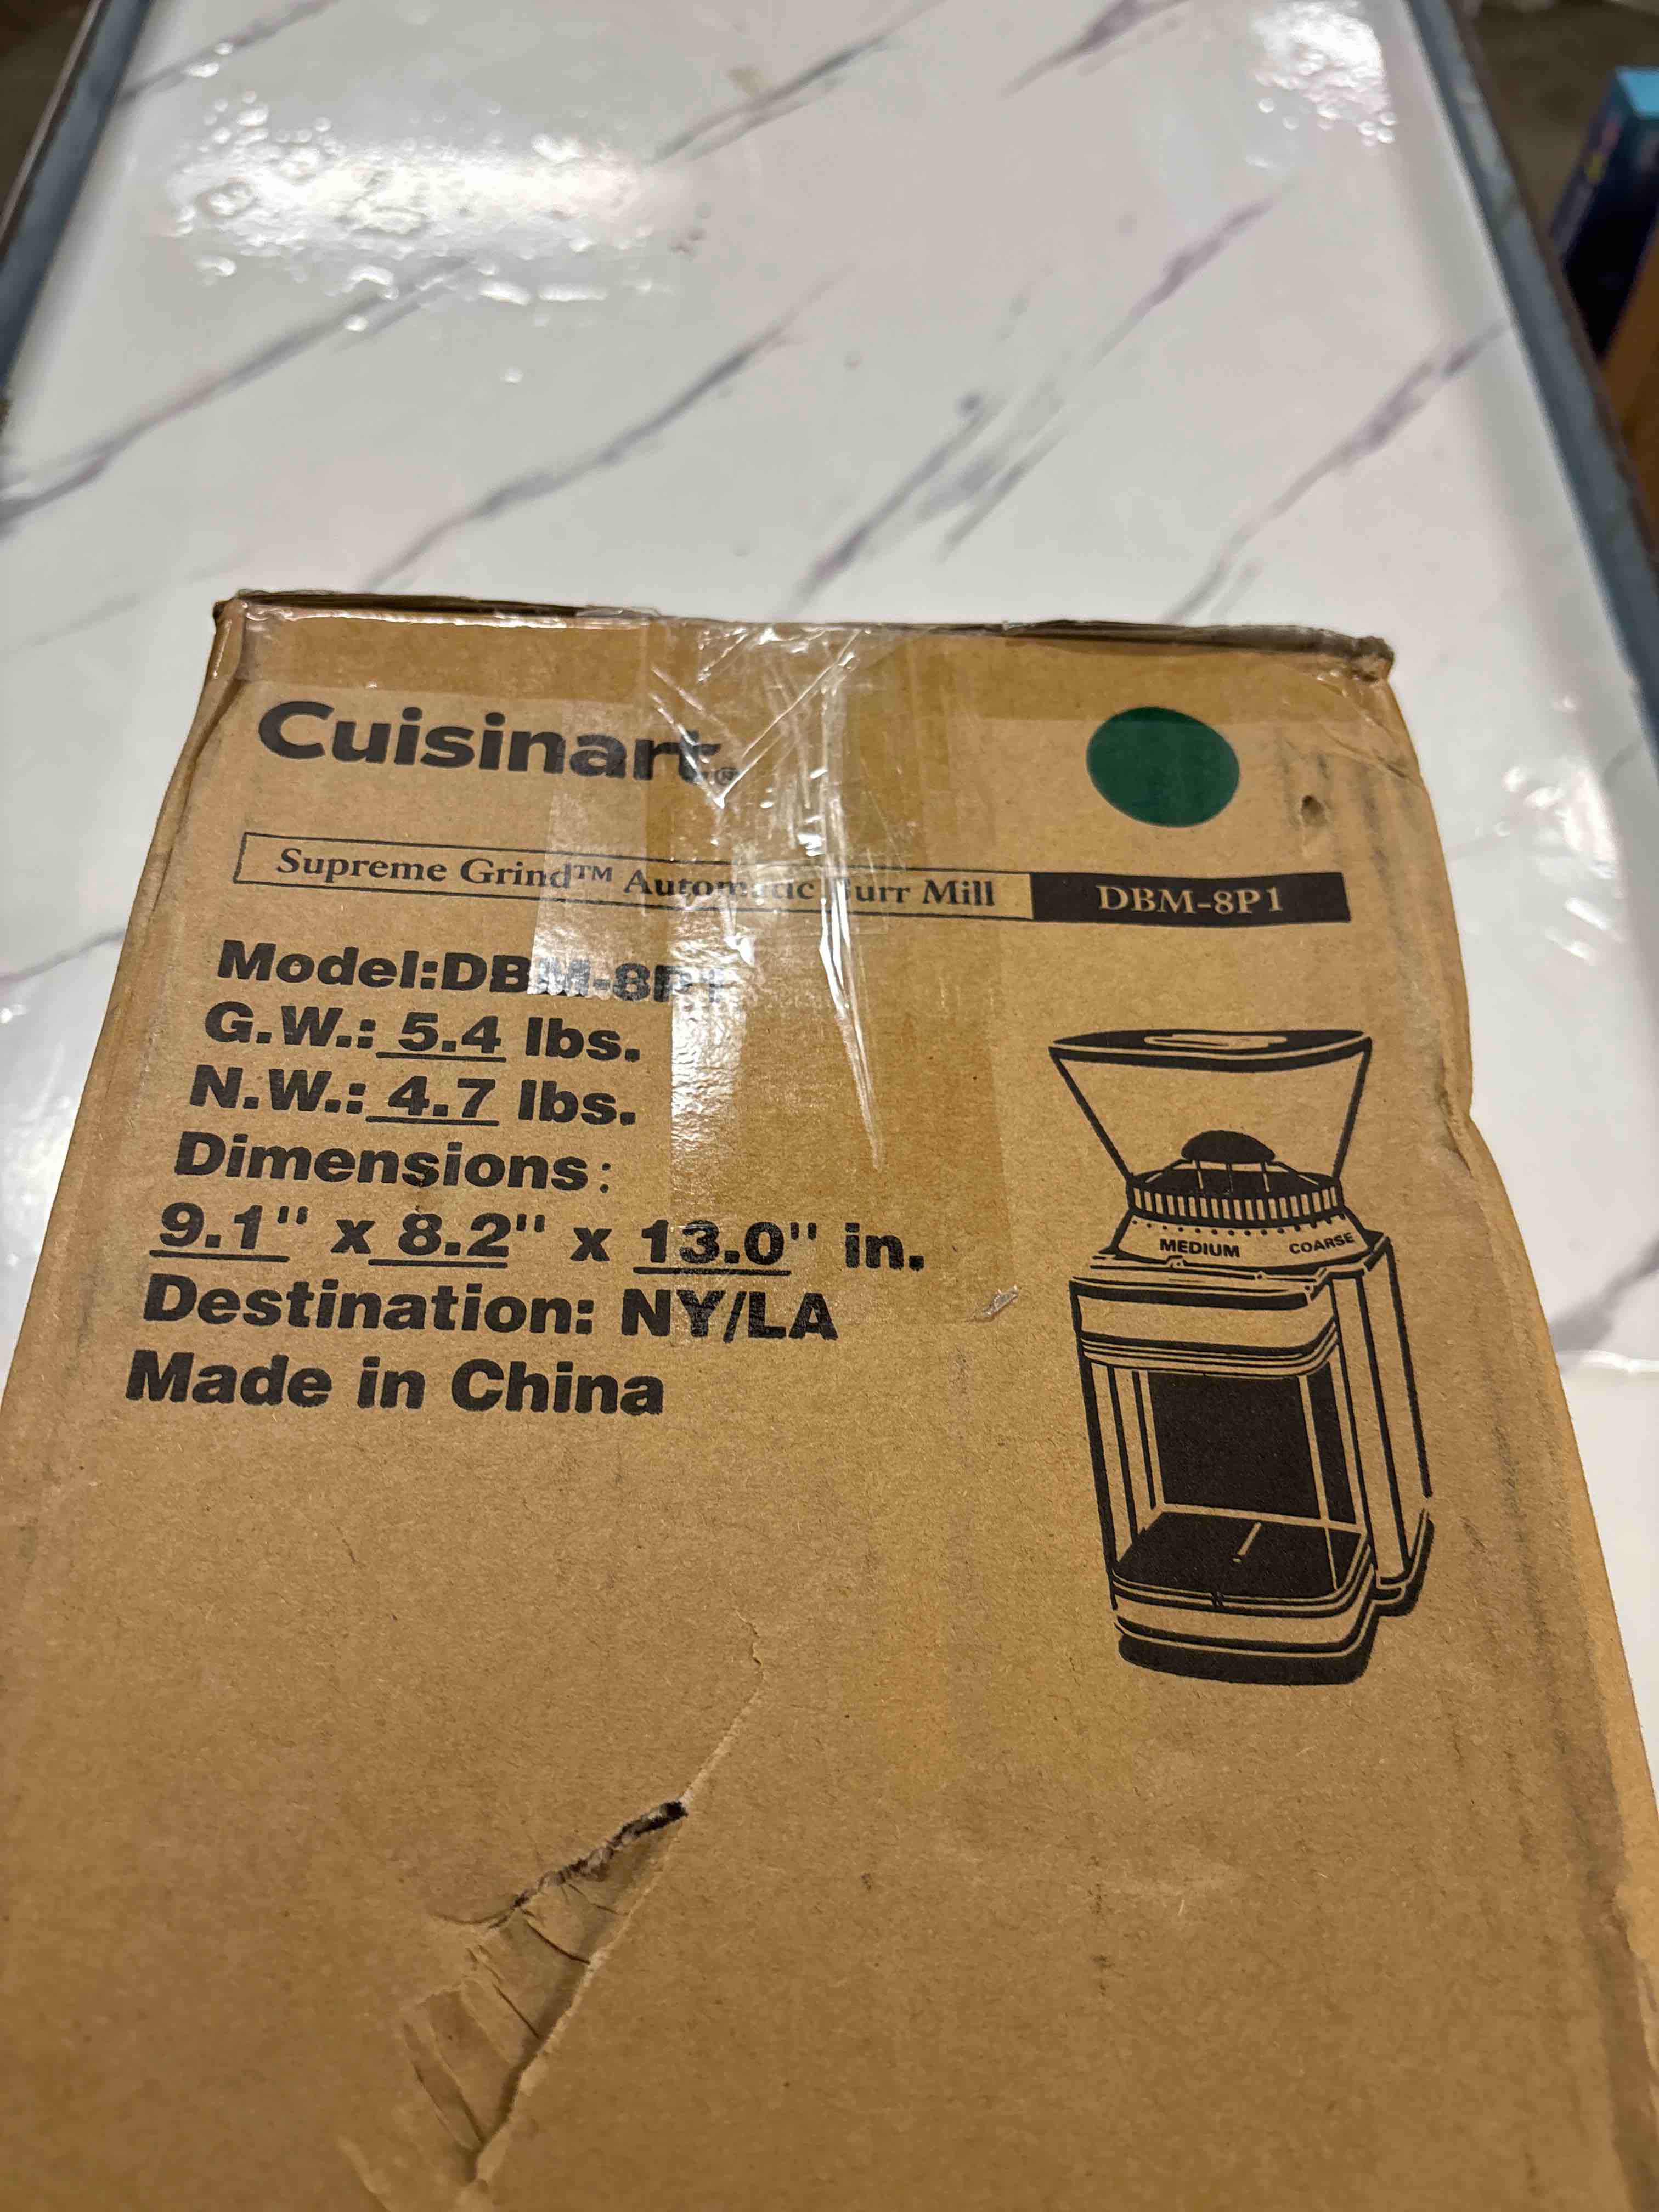 Cuisinart®
Supreme Grind™ Automatic Burr Mill DBM-8P1
Model:DBM-8P1
G.W.: 5.4 lbs.
N.W.: 4.7 lbs.
Dimensions:
9.1" x 8.2" x 13.0" in.
Destination: NY/LA
Made in China
MEDIUM COARSE